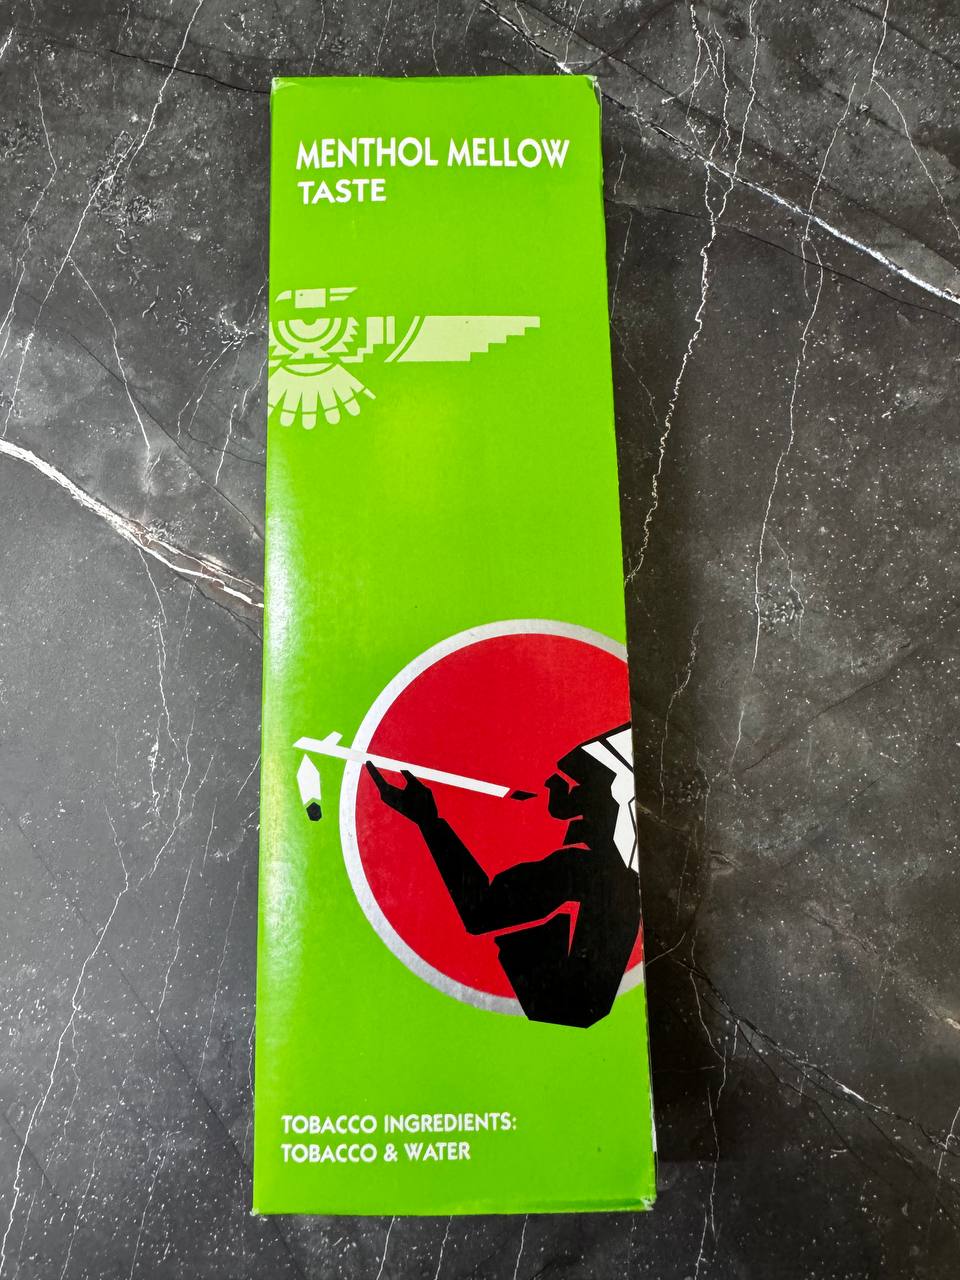 MENTHOL MELLOW
TASTE
TOBACCO INGREDIENTS:
TOBACCO & WATER